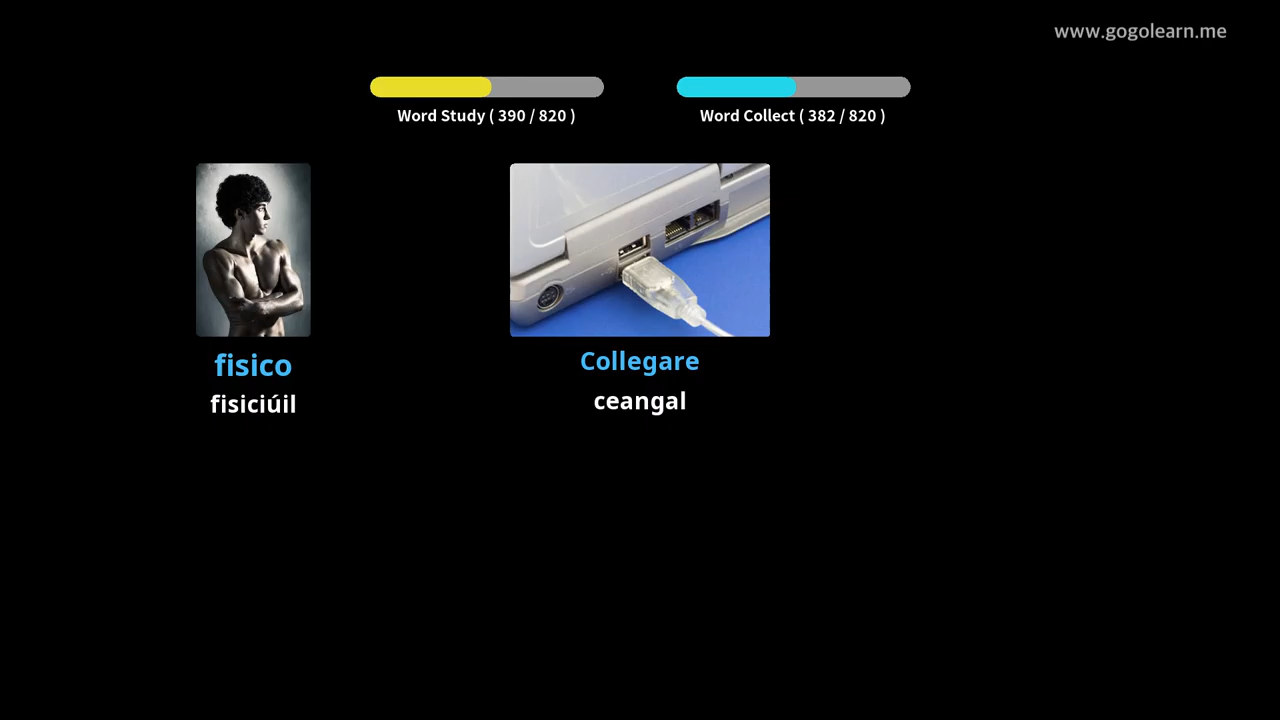 www.gogolearn.me
Word Study ( 390 / 820 )
Word Collect ( 382 / 820 )
fisico
fisiciúil
Collegare
ceangal